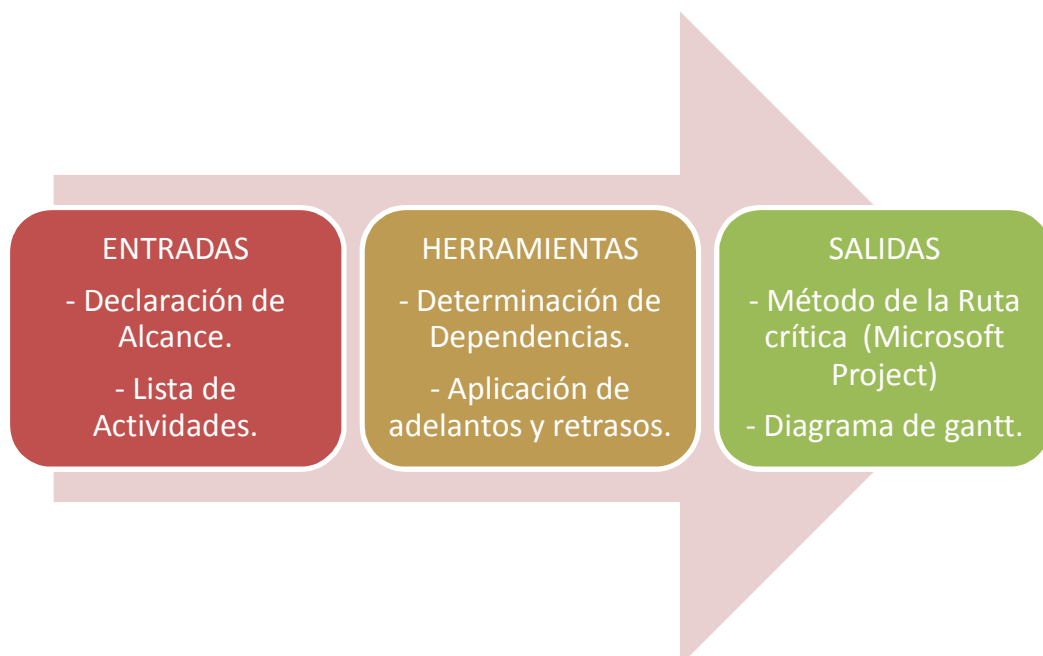 ENTRADAS
- Declaración de
Alcance.
- Lista de
Actividades.
HERRAMIENTAS
- Determinación de
Dependencias.
- Aplicación de
adelantos y retrasos.
SALIDAS
- Método de la Ruta
crítica (Microsoft
Project)
- Diagrama de gantt.